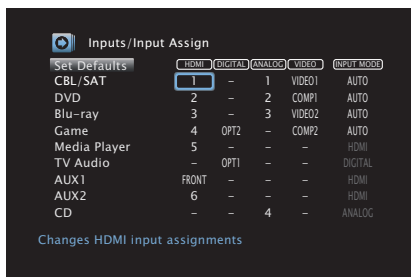 Inputs/Input Assign
Set Defaults HDMI DIGITAL ANALOG VIDEO INPUT MODE
CBL/SAT 1 – 1 VIDEO1 AUTO
DVD 2 – 2 COMP1 AUTO
Blu-ray 3 – 3 VIDEO2 AUTO
Game 4 OPT2 – COMP2 AUTO
Media Player 5 – – – HDMI
TV Audio – OPT1 – – DIGITAL
AUX1 FRONT – – – HDMI
AUX2 6 – – – HDMI
CD – – 4 – ANALOG
Changes HDMI input assignments